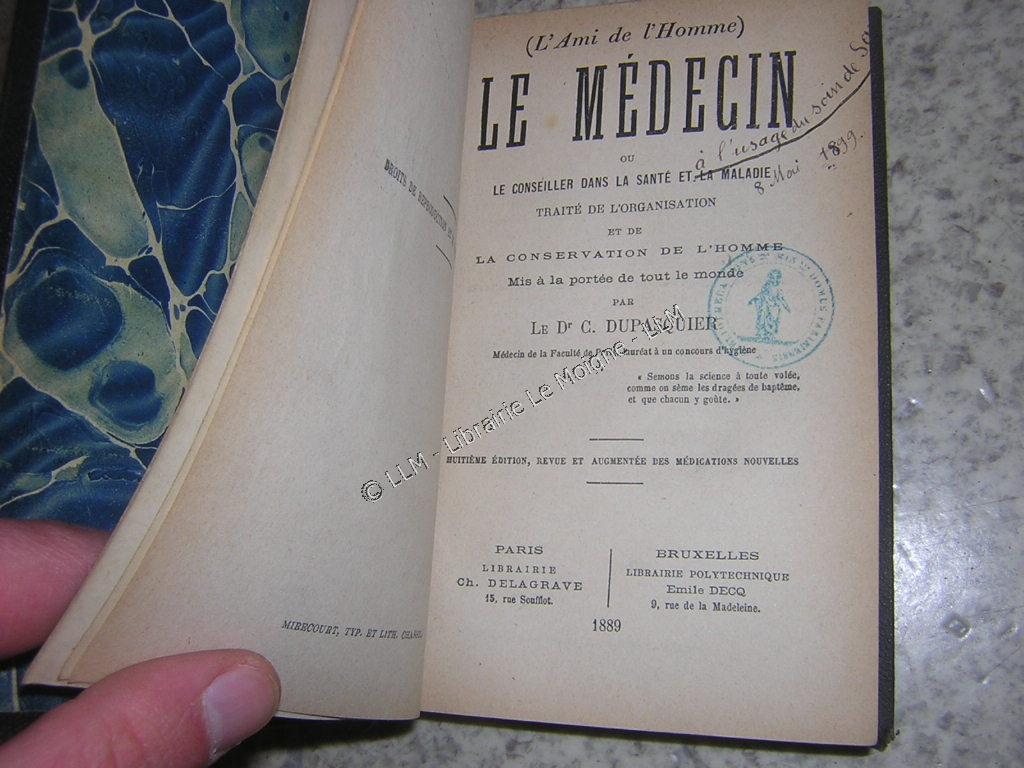 DROITS DE REPRODUCTION
MIRECOURT, TYP. ET LITH.
(L'Ami de l'Homme)
LE MÉDECIN
à l'usage du soin de
8 Mai 1899.
OU
LE CONSEILLER DANS LA SANTÉ ET LA MALADIE
TRAITÉ DE L'ORGANISATION
ET DE
LA CONSERVATION DE L'HOMME
Mis à la portée de tout le monde
PAR
LE Dr C. DUPASQUIER
Médecin de la Faculté de Paris, lauréat à un concours d'hygiène
« Semons la science à toute volée,
comme on sème les dragées de baptême,
et que chacun y goûte. »
HUITIÈME ÉDITION, REVUE ET AUGMENTÉE DES MÉDICATIONS NOUVELLES
PARIS
LIBRAIRIE
Ch. DELAGRAVE
15, rue Soufflot.
BRUXELLES
LIBRAIRIE POLYTECHNIQUE
Emile DECQ
9, rue de la Madeleine.
1889
© LLM - Librairie Le Moigne - LLM